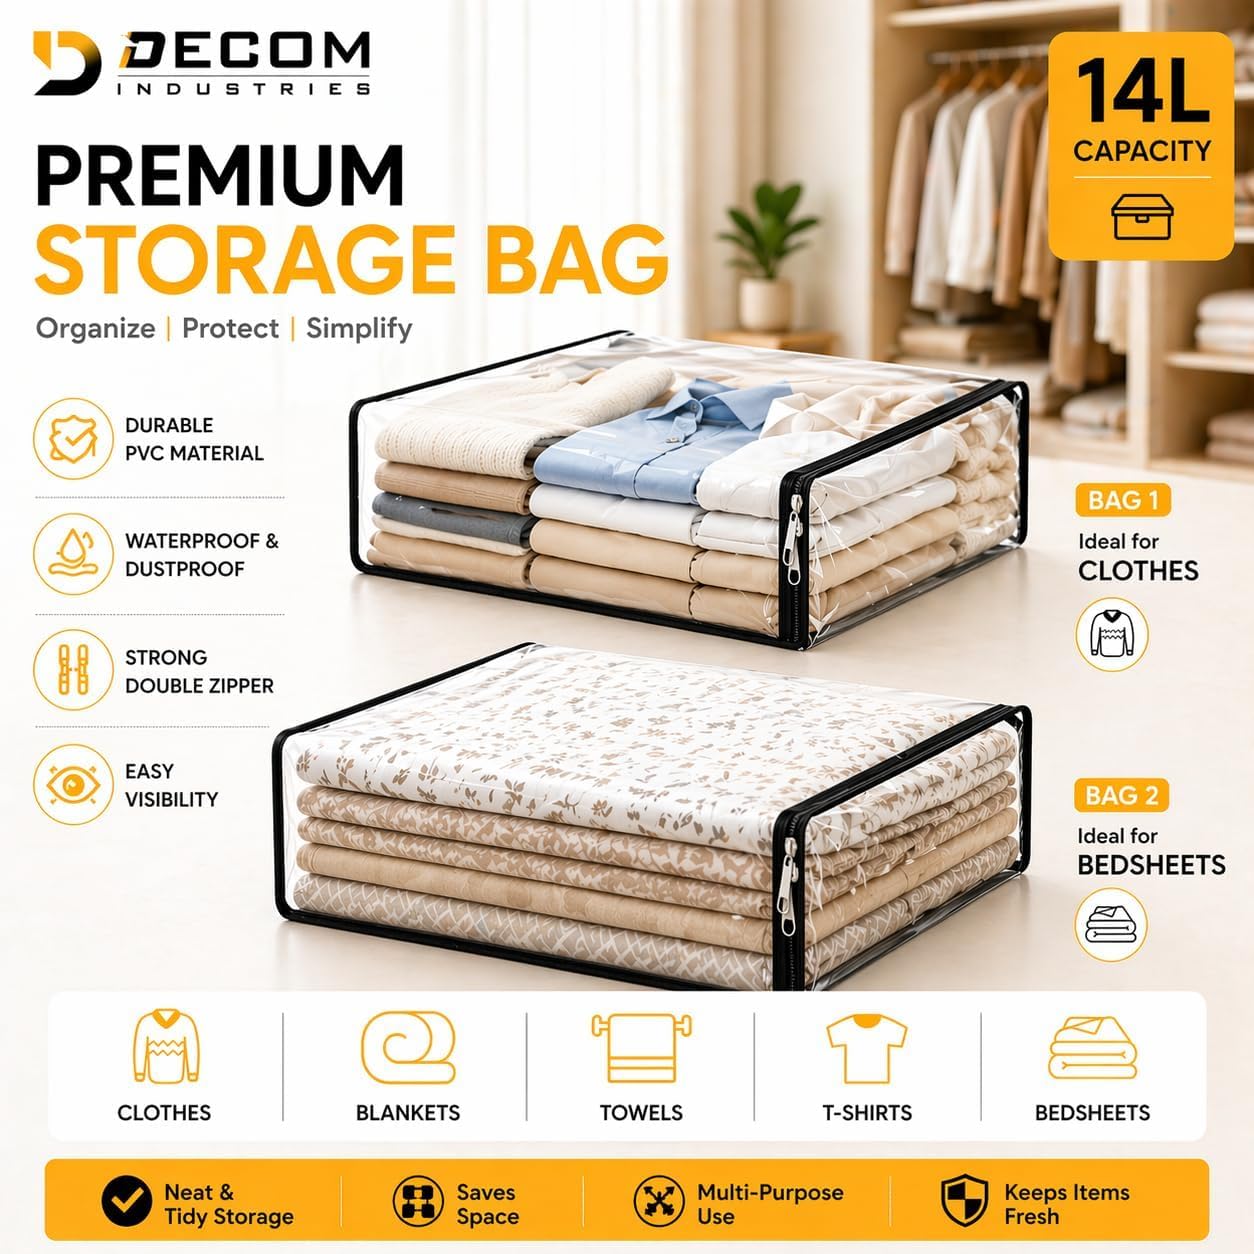 DECOM
INDUSTRIES
PREMIUM
STORAGE BAG
Organize | Protect | Simplify
14L
CAPACITY
DURABLE
PVC MATERIAL
WATERPROOF &
DUSTPROOF
STRONG
DOUBLE ZIPPER
EASY
VISIBILITY
BAG 1
Ideal for
CLOTHES
BAG 2
Ideal for
BEDSHEETS
CLOTHES
BLANKETS
TOWELS
T-SHIRTS
BEDSHEETS
Neat &
Tidy Storage
Saves
Space
Multi-Purpose
Use
Keeps Items
Fresh